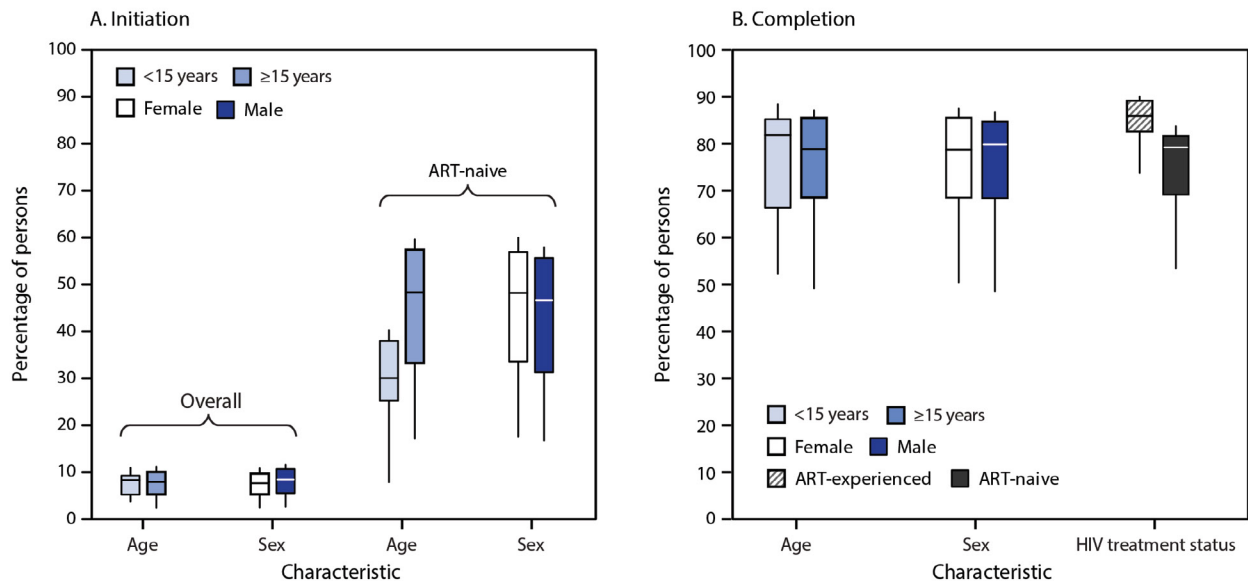 A. Initiation
100
90
80
70
60
50
40
30
20
10
0
Percentage of persons
<15 years ≥15 years
Female Male
Overall
ART-naive
Age Sex Age Sex
Characteristic
B. Completion
100
90
80
70
60
50
40
30
20
10
0
Percentage of persons
<15 years ≥15 years
Female Male
ART-experienced ART-naive
Age Sex HIV treatment status
Characteristic